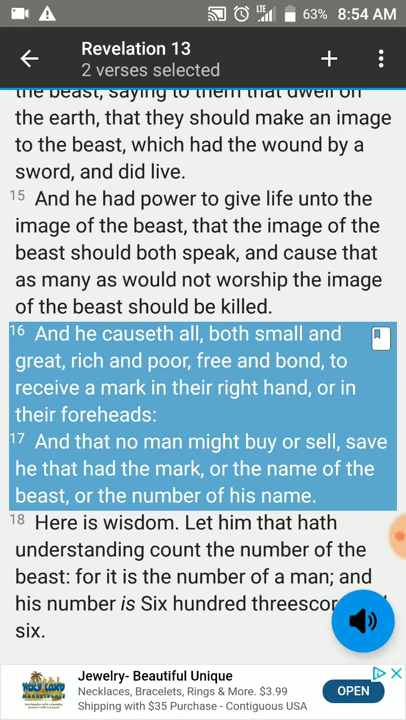 LTE 63% 8:54 AM
Revelation 13
2 verses selected
the beast, saying to them that dwell on
the earth, that they should make an image
to the beast, which had the wound by a
sword, and did live.
15 And he had power to give life unto the
image of the beast, that the image of the
beast should both speak, and cause that
as many as would not worship the image
of the beast should be killed.
16 And he causeth all, both small and
great, rich and poor, free and bond, to
receive a mark in their right hand, or in
their foreheads:
17 And that no man might buy or sell, save
he that had the mark, or the name of the
beast, or the number of his name.
18 Here is wisdom. Let him that hath
understanding count the number of the
beast: for it is the number of a man; and
his number is Six hundred threescor
six.
HOLY LAND
Jewelry- Beautiful Unique
Necklaces, Bracelets, Rings & More. $3.99
Shipping with $35 Purchase - Contiguous USA
OPEN